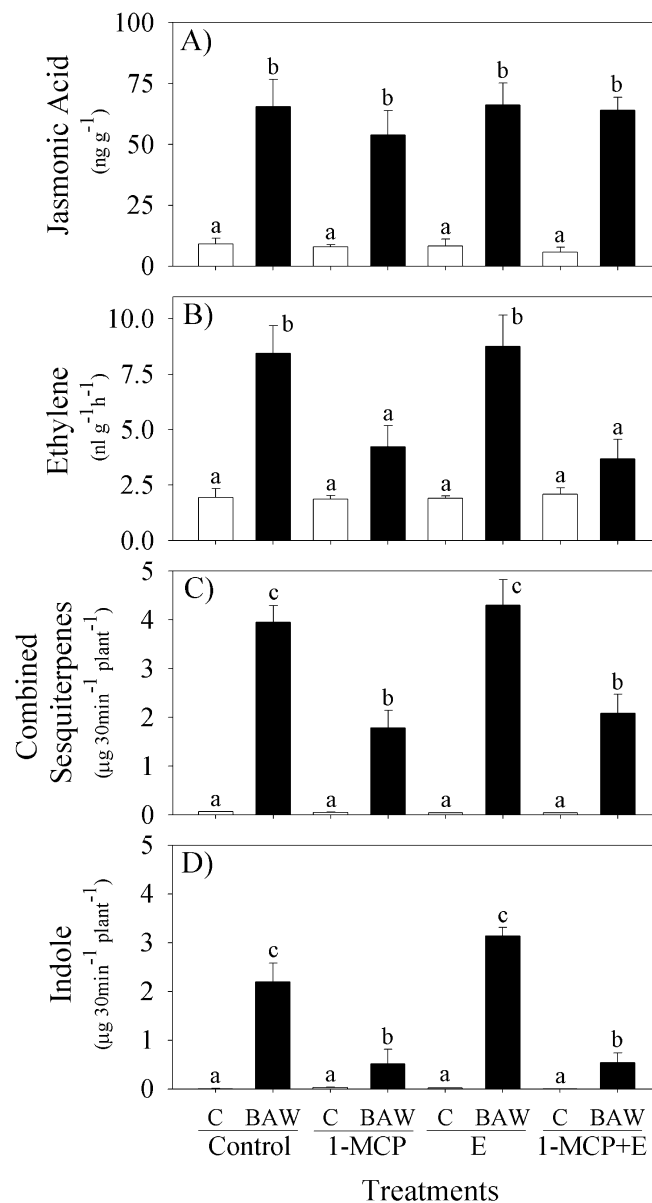 A)
Jasmonic Acid
(ng g⁻¹)
100
75
50
25
0
a b a b a b a b
B)
Ethylene
(nl g⁻¹h⁻¹)
10.0
7.5
5.0
2.5
0.0
a b a a a b a a
C)
Combined
Sesquiterpenes
(µg 30min⁻¹ plant⁻¹)
5
4
3
2
1
0
a c a b a c a b
D)
Indole
(µg 30min⁻¹ plant⁻¹)
5
4
3
2
1
0
a c a b a c a b
C BAW C BAW C BAW C BAW
Control 1-MCP E 1-MCP+E
Treatments